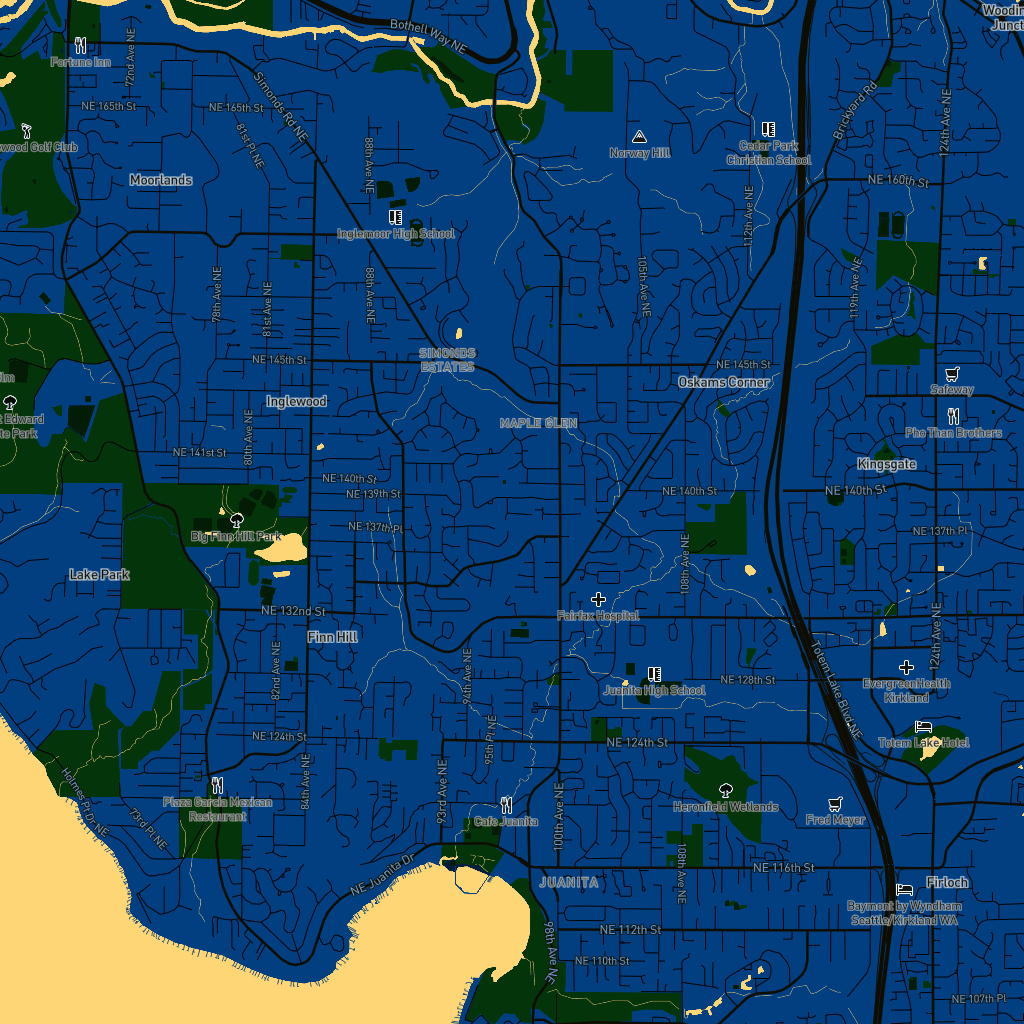 Bothell Way NE
Fortune Inn
72nd Ave NE
Simonds Rd NE
NE 165th St
NE 165th St
81st Pl NE
88th Ave NE
Norway Hill
Cedar Park
Christian School
Brickyard Rd
124th Ave NE
Golf Club
Moorlands
NE 160th St
112th Ave NE
Inglemoor High School
78th Ave NE
81st Ave NE
88th Ave NE
105th Ave NE
119th Ave NE
NE 145th St
SIMONDS
ESTATES
NE 145th St
Oskams Corner
Safeway
Inglewood
MAPLE GLEN
Pho Than Brothers
Edward
Park
80th Ave NE
NE 141st St
Kingsgate
NE 140th St
NE 139th St
NE 140th St
NE 140th St
NE 137th Pl
NE 137th Pl
Big Finn Hill Park
Lake Park
108th Ave NE
NE 132nd St
Fairfax Hospital
Finn Hill
124th Ave NE
Totem Lake Blvd NE
82nd Ave NE
94th Ave NE
Juanita High School
NE 128th St
EvergreenHealth
Kirkland
NE 124th St
95th Pl NE
NE 124th St
Totem Lake Hotel
84th Ave NE
93rd Ave NE
Holmes Pt Dr NE
73rd Pl NE
Plaza Garcia Mexican
Restaurant
Cafe Juanita
100th Ave NE
Heronfield Wetlands
Fred Meyer
NE Juanita Dr
108th Ave NE
NE 116th St
JUANITA
Firloch
Baymont by Wyndham
Seattle/Kirkland WA
98th Ave NE
NE 112th St
NE 110th St
NE 107th Pl